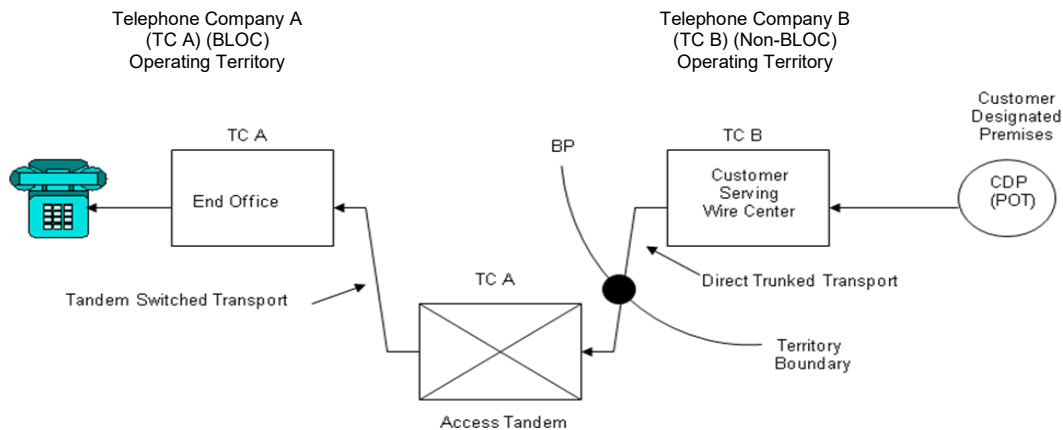 Telephone Company A
(TC A) (BLOC)
Operating Territory
Telephone Company B
(TC B) (Non-BLOC)
Operating Territory
Customer
Designated
Premises
TC A
BP
TC B
End Office
Customer
Serving
Wire Center
CDP
(POT)
Tandem Switched Transport
TC A
Direct Trunked Transport
Territory
Boundary
Access Tandem